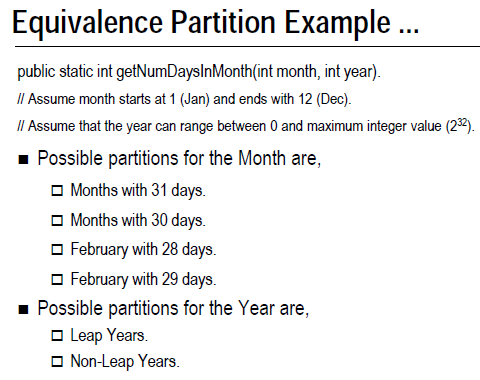 Equivalence Partition Example ...
public static int getNumDaysInMonth(int month, int year).
// Assume month starts at 1 (Jan) and ends with 12 (Dec).
// Assume that the year can range between 0 and maximum integer value (2³²).
■ Possible partitions for the Month are,
□ Months with 31 days.
□ Months with 30 days.
□ February with 28 days.
□ February with 29 days.
■ Possible partitions for the Year are,
□ Leap Years.
□ Non-Leap Years.